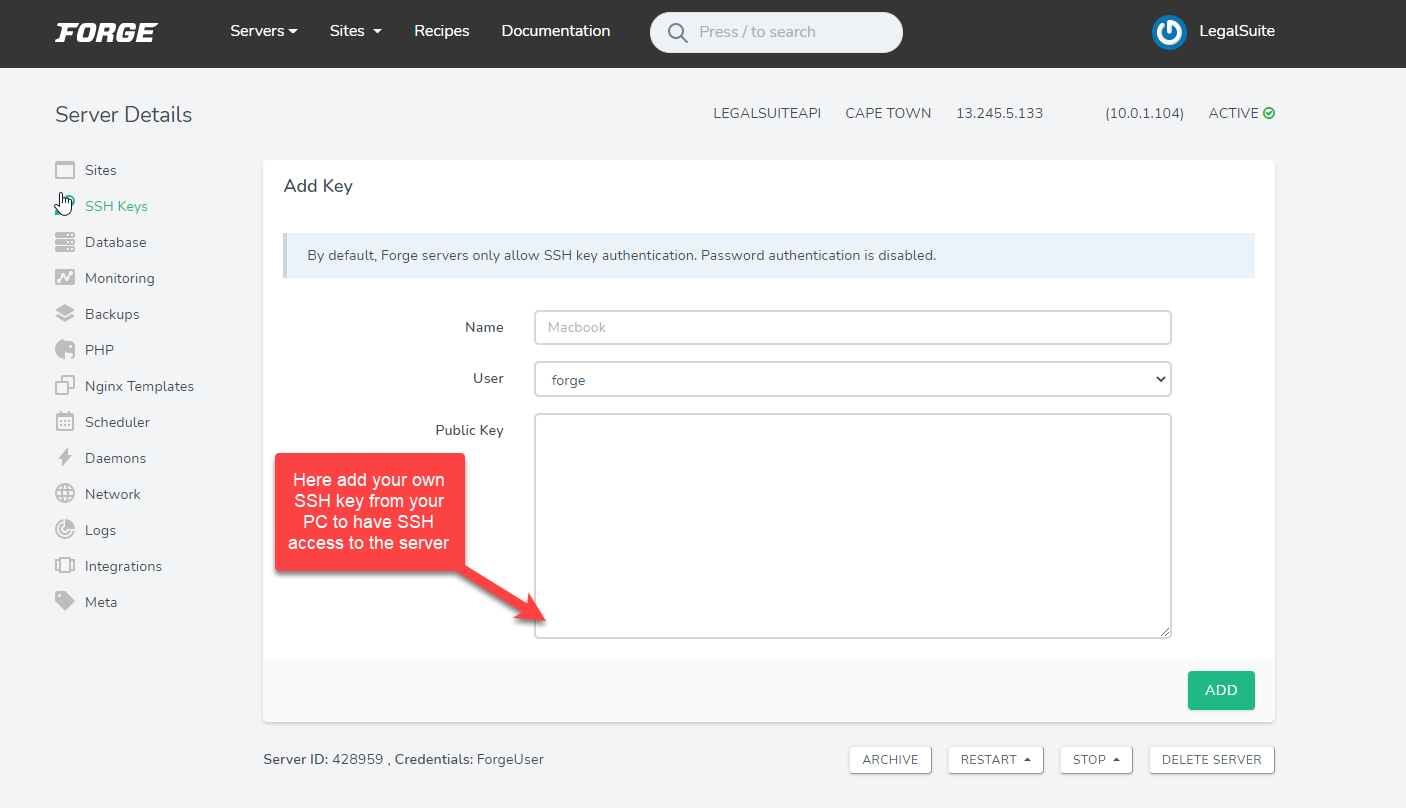 FORGE
Servers
Sites
Recipes
Documentation
Press / to search
LegalSuite
Server Details
LEGALSUITEAPI
CAPE TOWN
13.245.5.133
(10.0.1.104)
ACTIVE
Sites
SSH Keys
Database
Monitoring
Backups
PHP
Nginx Templates
Scheduler
Daemons
Network
Logs
Integrations
Meta
Add Key
By default, Forge servers only allow SSH key authentication. Password authentication is disabled.
Name
Macbook
User
forge
Public Key
Here add your own
SSH key from your
PC to have SSH
access to the server
ADD
Server ID: 428959 , Credentials: ForgeUser
ARCHIVE
RESTART
STOP
DELETE SERVER